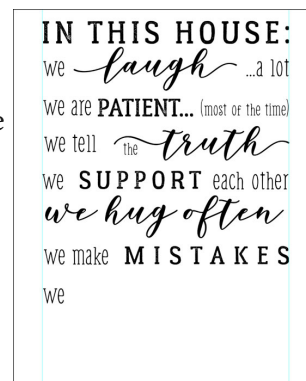 IN THIS HOUSE:
we laugh ...a lot
we are PATIENT... (most of the time)
we tell the truth
we SUPPORT each other
we hug often
we make MISTAKES
we
e